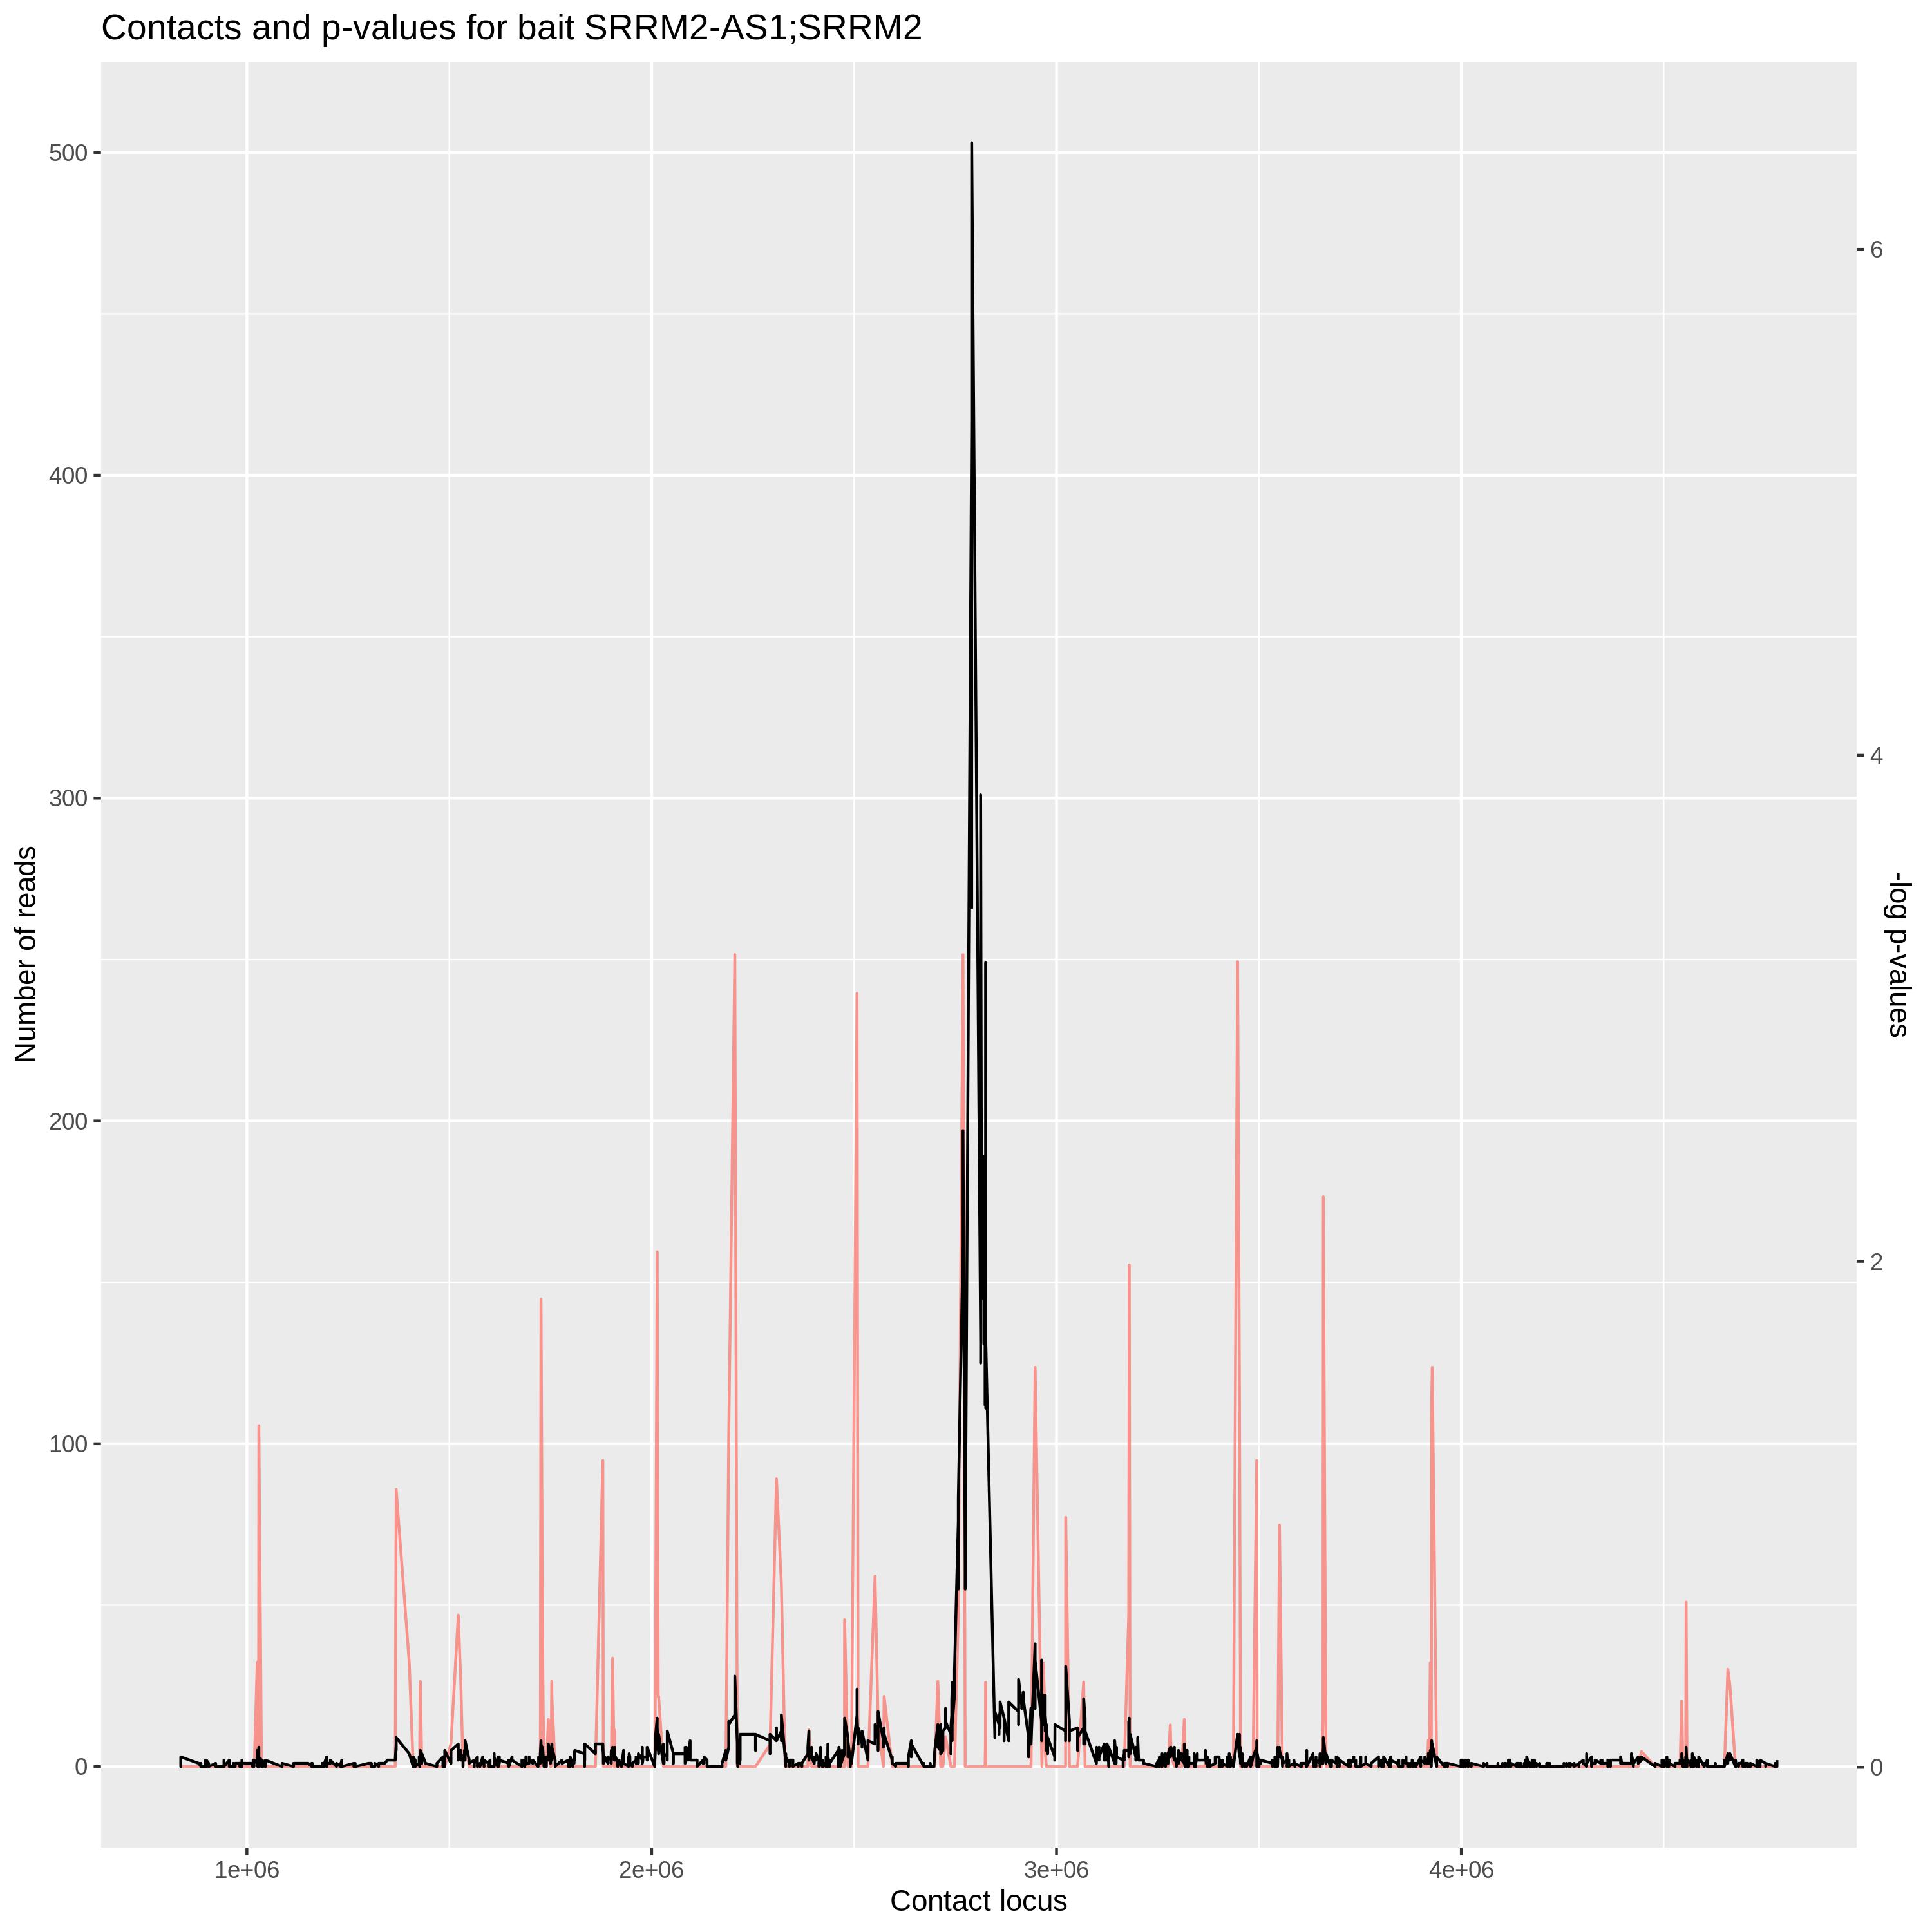 Contacts and p-values for bait SRRM2-AS1;SRRM2
500
400
300
200
100
0
Number of reads
6
4
2
0
-log p-values
1e+06
2e+06
3e+06
4e+06
Contact locus